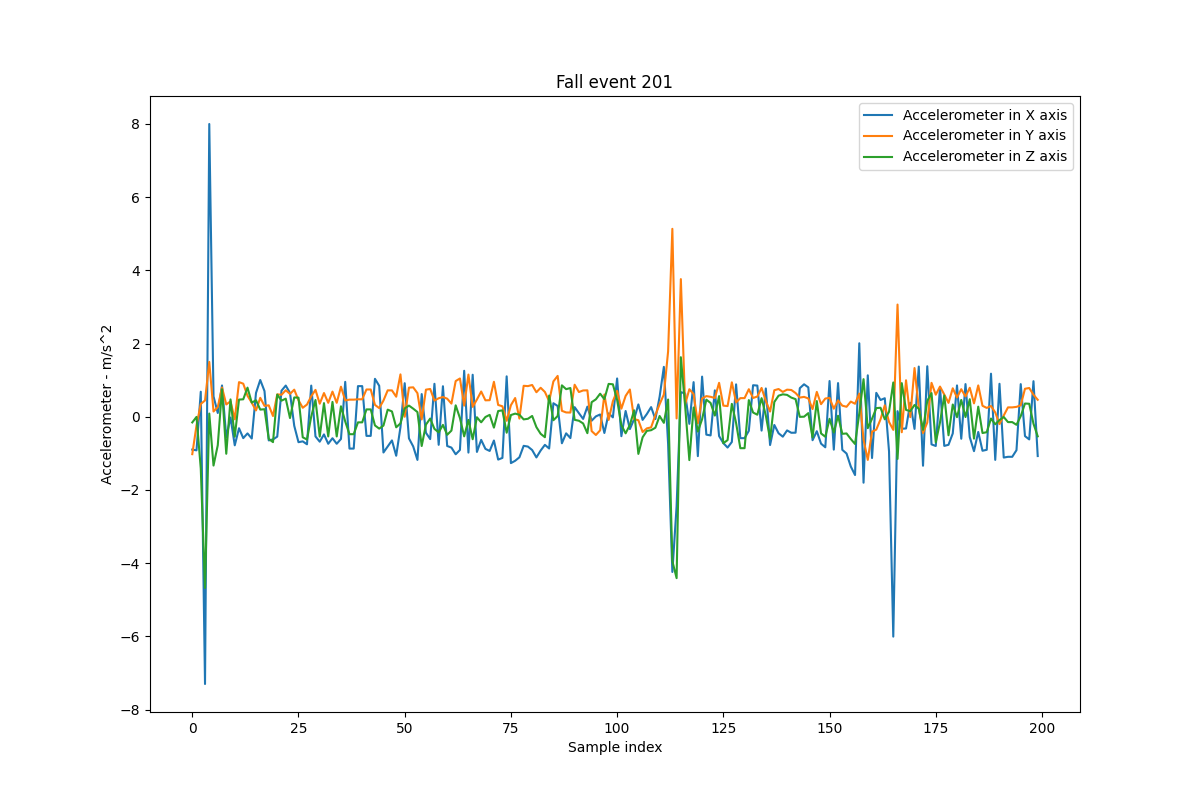 Fall event 201
Accelerometer in X axis
Accelerometer in Y axis
Accelerometer in Z axis
Accelerometer - m/s^2
8
6
4
2
0
−2
−4
−6
−8
0 25 50 75 100 125 150 175 200
Sample index